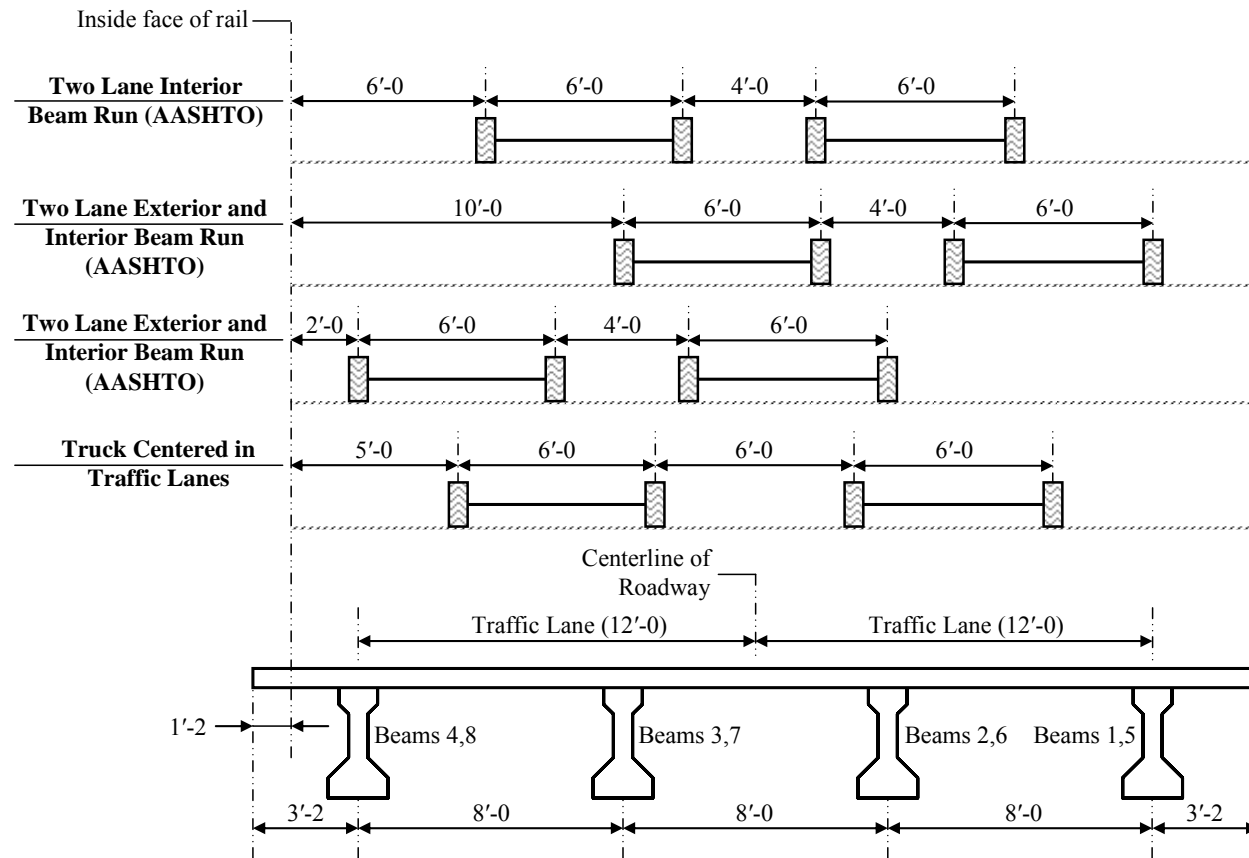 Inside face of rail
Two Lane Interior
Beam Run (AASHTO)
6′-0 6′-0 4′-0 6′-0
Two Lane Exterior and
Interior Beam Run
(AASHTO)
10′-0 6′-0 4′-0 6′-0
Two Lane Exterior and
Interior Beam Run
(AASHTO)
2′-0 6′-0 4′-0 6′-0
Truck Centered in
Traffic Lanes
5′-0 6′-0 6′-0 6′-0
Centerline of
Roadway
Traffic Lane (12′-0) Traffic Lane (12′-0)
1′-2
Beams 4,8 Beams 3,7 Beams 2,6 Beams 1,5
3′-2 8′-0 8′-0 8′-0 3′-2